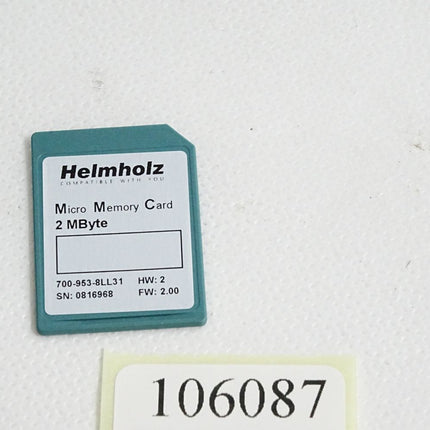 Helmholz
COMPATIBLE WITH YOU
Micro Memory Card
2 MByte
700-953-8LL31 HW: 2
SN: 0816968 FW: 2.00
106087